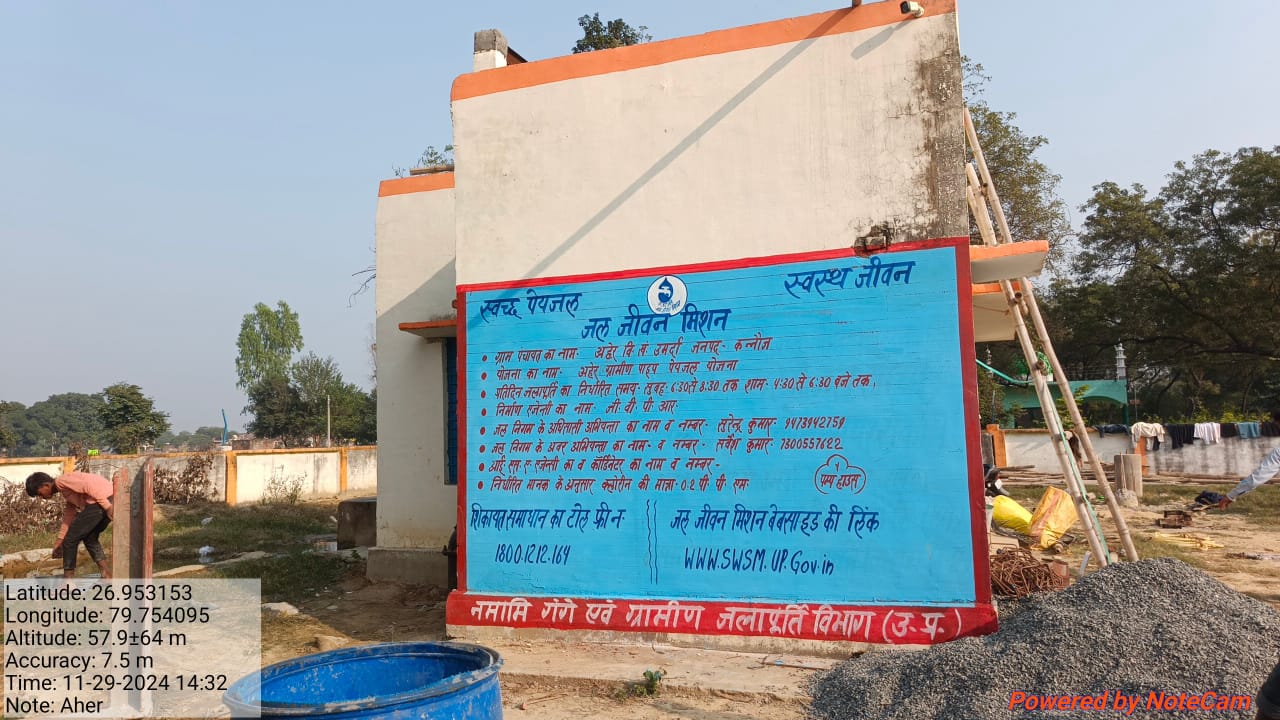 स्वच्छ पेयजल
स्वस्थ जीवन
जल जीवन मिशन
• ग्राम पंचायत का नाम:- अहेर वि.खं. उमर्दा जनपद- कन्नौज
• योजना का नाम:- अहेर ग्रामीण पाइप पेयजल योजना
• प्रतिदिन जलापूर्ति का निर्धारित समय:- सुबह: 6:30 से 8:30 तक शाम: 4:30 से 6:30 बजे तक,
• निर्माण एजेन्सी का नाम: जी वी पी आर
• जल निगम के अधिशासी अभियन्ता का नाम व नम्बर- सुरेन्द्र कुमार- 9473942759
• जल निगम के अवर अभियन्ता का नाम- व नम्बर- सर्वेश कुमार 7800557622
• आई एस ए एजेन्सी का व कॉर्डिनेटर का नाम व नम्बर-
• निर्धारित मानक के अनुसार क्लोरीन की मात्रा- 0.2 पी पी एम
1
पम्प हाउस
शिकायत समाधान का टोल फ्री न॰
1800.1212.164
जल जीवन मिशन वेबसाइड की लिंक
WWW.SWSM.UP.Gov.in
नमामि गंगे एवं ग्रामीण जलापूर्ति विभाग (उ.प्र.)
Latitude: 26.953153
Longitude: 79.754095
Altitude: 57.9±64 m
Accuracy: 7.5 m
Time: 11-29-2024 14:32
Note: Aher
Powered by NoteCam